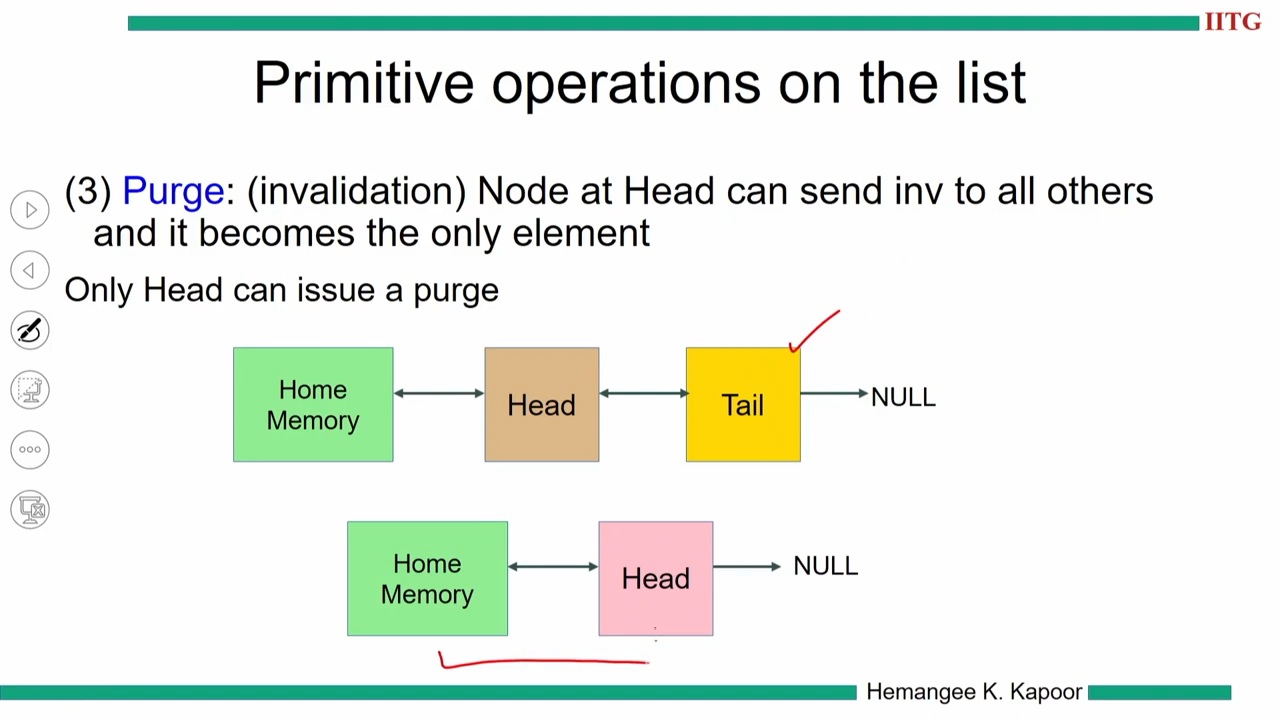 IITG
Primitive operations on the list
(3) Purge: (invalidation) Node at Head can send inv to all others
and it becomes the only element
Only Head can issue a purge
Home
Memory
Head
Tail
NULL
Home
Memory
Head
NULL
Hemangee K. Kapoor